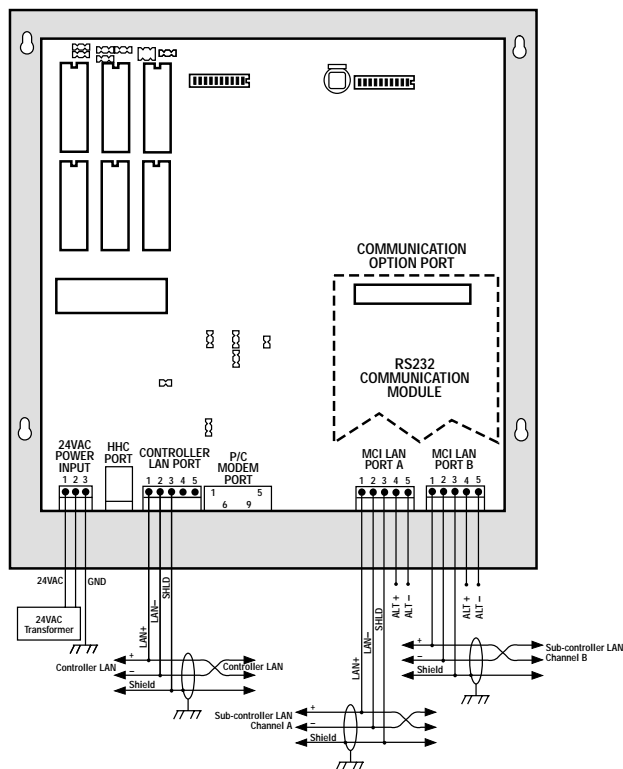 COMMUNICATION
OPTION PORT
RS232
COMMUNICATION
MODULE
24VAC
POWER
INPUT
1 2 3
HHC
PORT
CONTROLLER
LAN PORT
1 2 3 4 5
P/C
MODEM
PORT
1 5
6 9
MCI LAN
PORT A
1 2 3 4 5
MCI LAN
PORT B
1 2 3 4 5
24VAC
GND
24VAC
Transformer
LAN+
LAN–
SHLD
+
Controller LAN
–
Controller LAN
Shield
LAN+
LAN–
SHLD
ALT +
ALT –
ALT +
ALT –
+
–
Shield
Sub-controller LAN
Channel B
+
Sub-controller LAN
–
Channel A
Shield